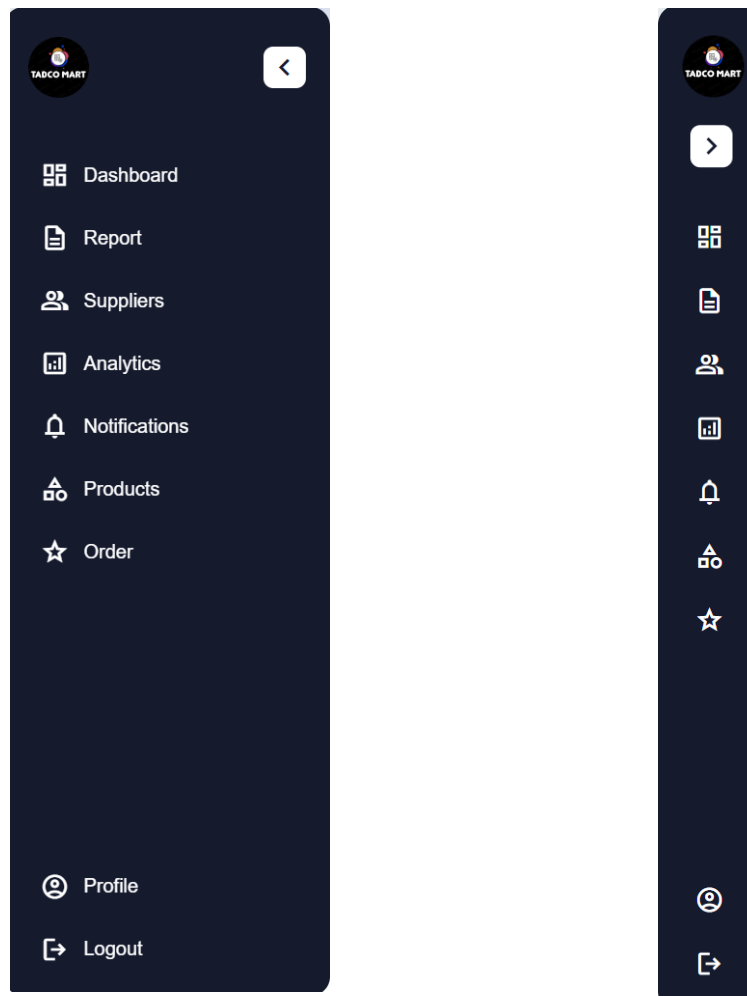 TADCO MART
Dashboard
Report
Suppliers
Analytics
Notifications
Products
Order
Profile
Logout
TADCO MART